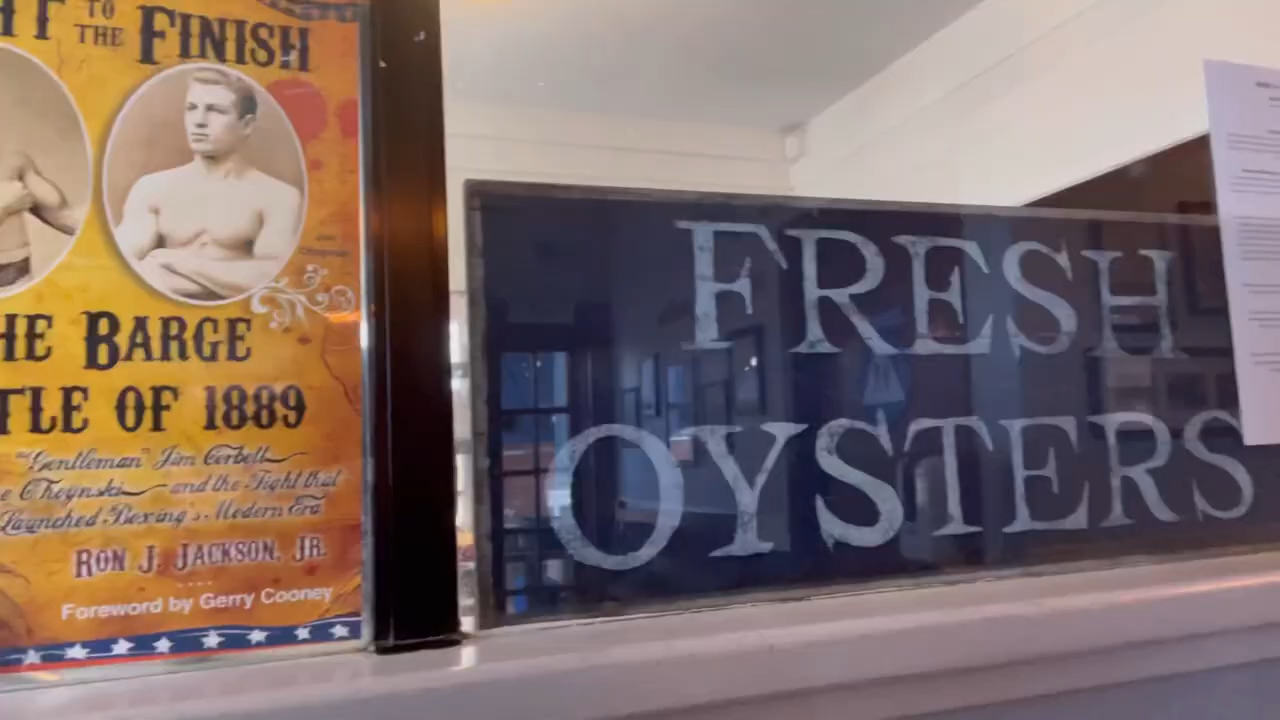 TO
THE FINISH
HE BARGE
TLE OF 1889
"Gentleman" Jim Corbett
e Choynski and the Fight that
Launched Boxing's Modern Era
RON J. JACKSON, JR.
Foreword by Gerry Cooney
FRESH
OYSTERS